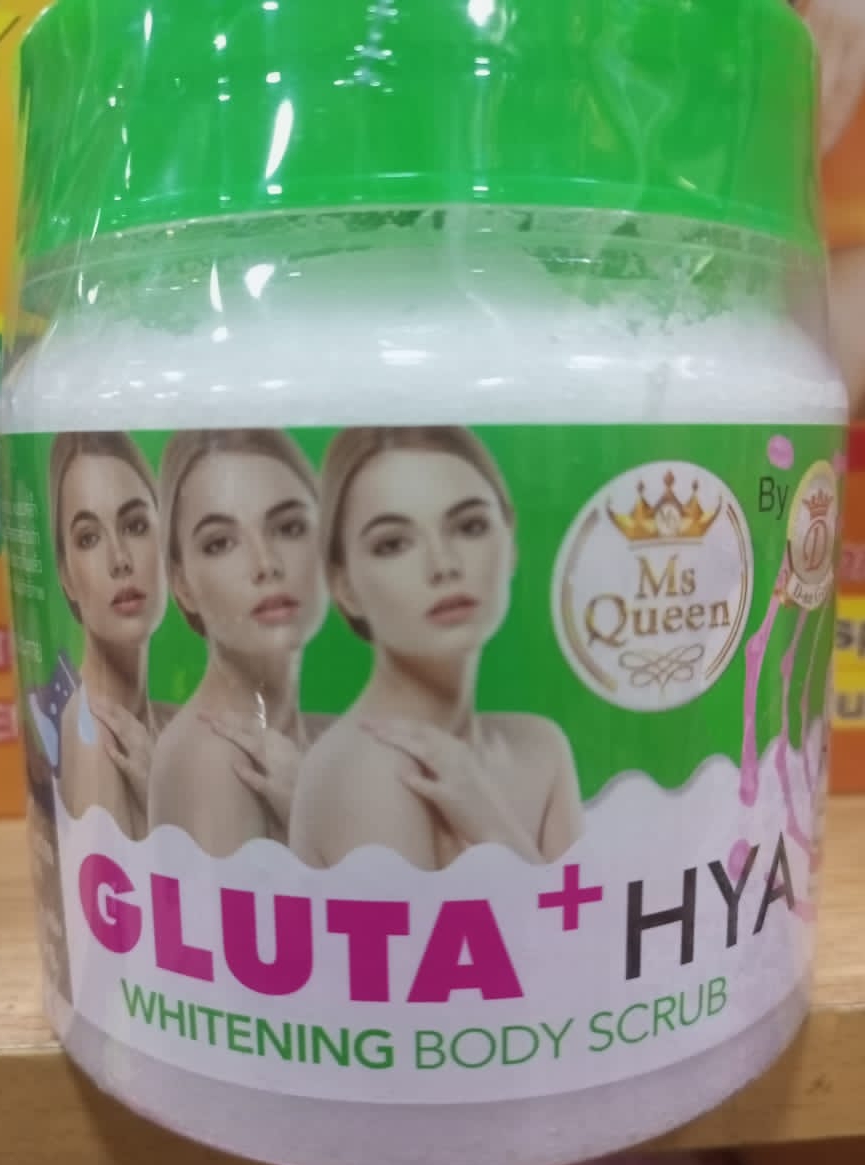 Ms
Queen
By
D
GLUTA+HYA
WHITENING BODY SCRUB